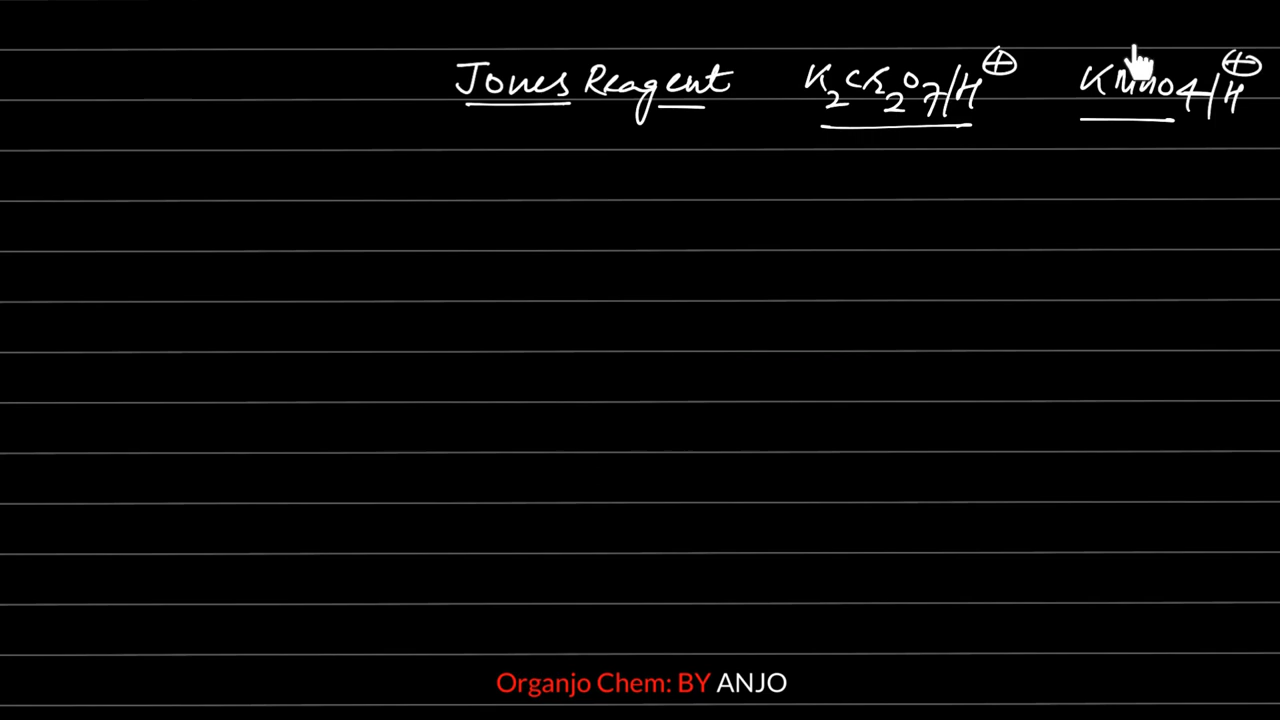 Jones Reagent K2Cr2O7/H⊕ KMnO4/H⊕
Organjo Chem: BY ANJO